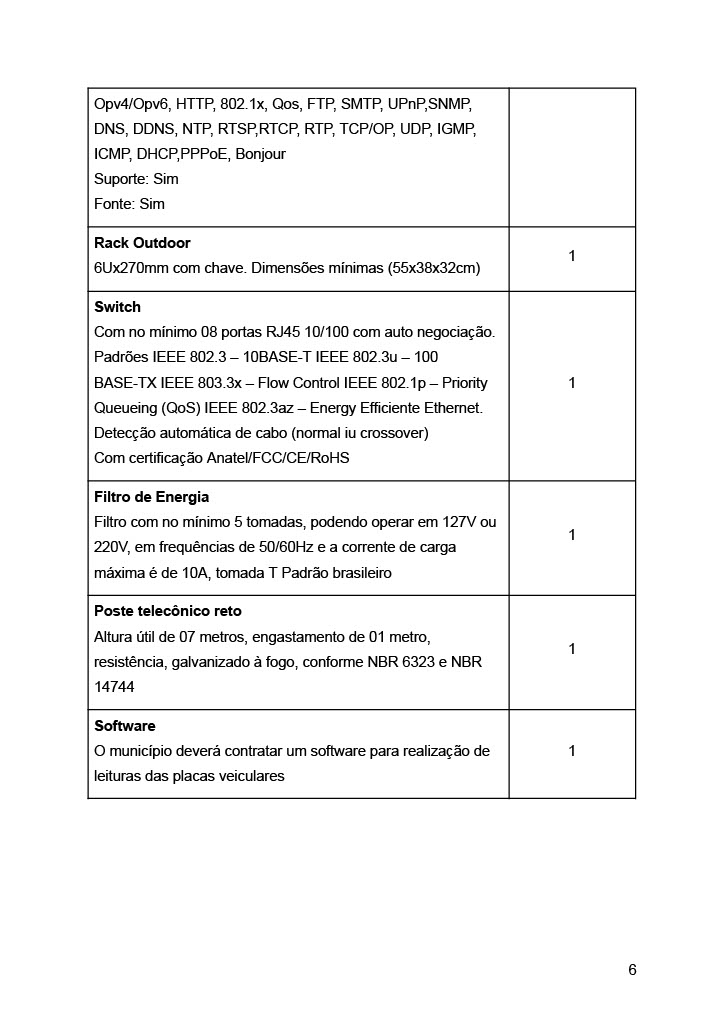 Opv4/Opv6, HTTP, 802.1x, Qos, FTP, SMTP, UPnP,SNMP,
DNS, DDNS, NTP, RTSP,RTCP, RTP, TCP/OP, UDP, IGMP,
ICMP, DHCP,PPPoE, Bonjour
Suporte: Sim
Fonte: Sim
Rack Outdoor
6Ux270mm com chave. Dimensões mínimas (55x38x32cm)
1
Switch
Com no mínimo 08 portas RJ45 10/100 com auto negociação.
Padrões IEEE 802.3 – 10BASE-T IEEE 802.3u – 100
BASE-TX IEEE 803.3x – Flow Control IEEE 802.1p – Priority
Queueing (QoS) IEEE 802.3az – Energy Efficiente Ethernet.
Detecção automática de cabo (normal iu crossover)
Com certificação Anatel/FCC/CE/RoHS
1
Filtro de Energia
Filtro com no mínimo 5 tomadas, podendo operar em 127V ou
220V, em frequências de 50/60Hz e a corrente de carga
máxima é de 10A, tomada T Padrão brasileiro
1
Poste telecônico reto
Altura útil de 07 metros, engastamento de 01 metro,
resistência, galvanizado à fogo, conforme NBR 6323 e NBR
14744
1
Software
O município deverá contratar um software para realização de
leituras das placas veiculares
1
6